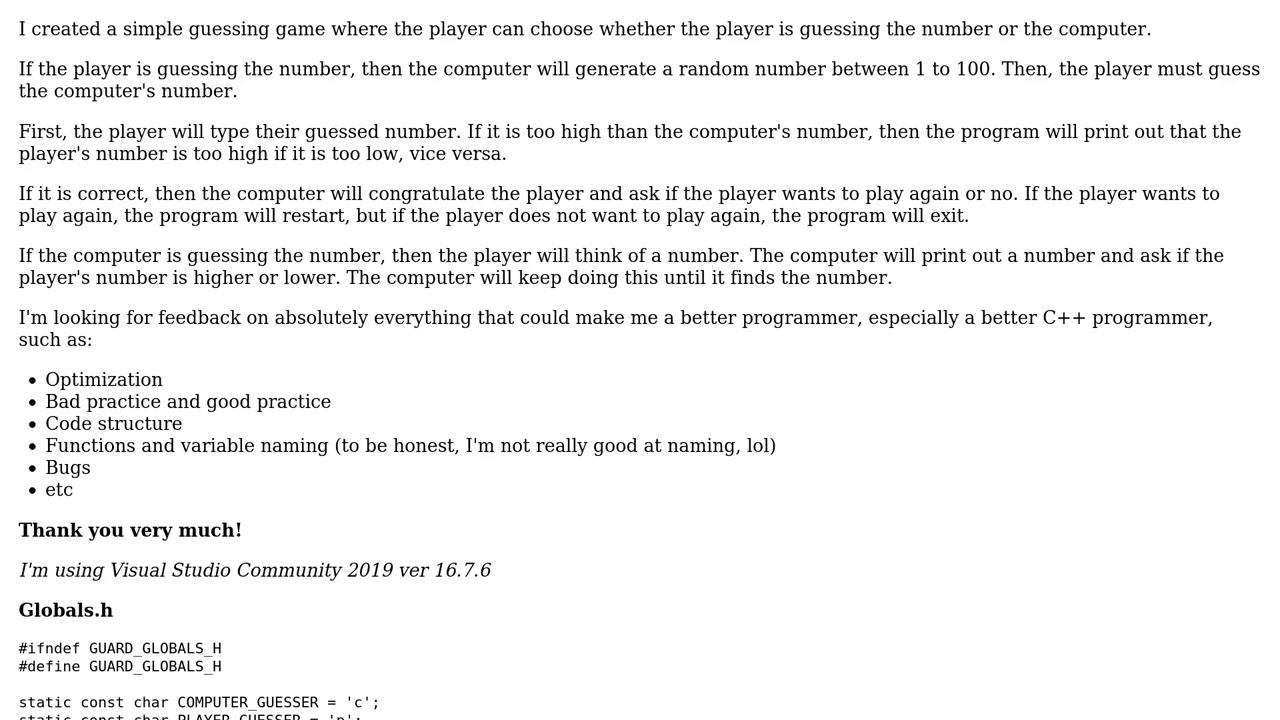 I created a simple guessing game where the player can choose whether the player is guessing the number or the computer.
If the player is guessing the number, then the computer will generate a random number between 1 to 100. Then, the player must guess
the computer's number.
First, the player will type their guessed number. If it is too high than the computer's number, then the program will print out that the
player's number is too high if it is too low, vice versa.
If it is correct, then the computer will congratulate the player and ask if the player wants to play again or no. If the player wants to
play again, the program will restart, but if the player does not want to play again, the program will exit.
If the computer is guessing the number, then the player will think of a number. The computer will print out a number and ask if the
player's number is higher or lower. The computer will keep doing this until it finds the number.
I'm looking for feedback on absolutely everything that could make me a better programmer, especially a better C++ programmer,
such as:
• Optimization
• Bad practice and good practice
• Code structure
• Functions and variable naming (to be honest, I'm not really good at naming, lol)
• Bugs
• etc
Thank you very much!
I'm using Visual Studio Community 2019 ver 16.7.6
Globals.h
#ifndef GUARD_GLOBALS_H
#define GUARD_GLOBALS_H
static const char COMPUTER_GUESSER = 'c';
static const char PLAYER_GUESSER = 'p';